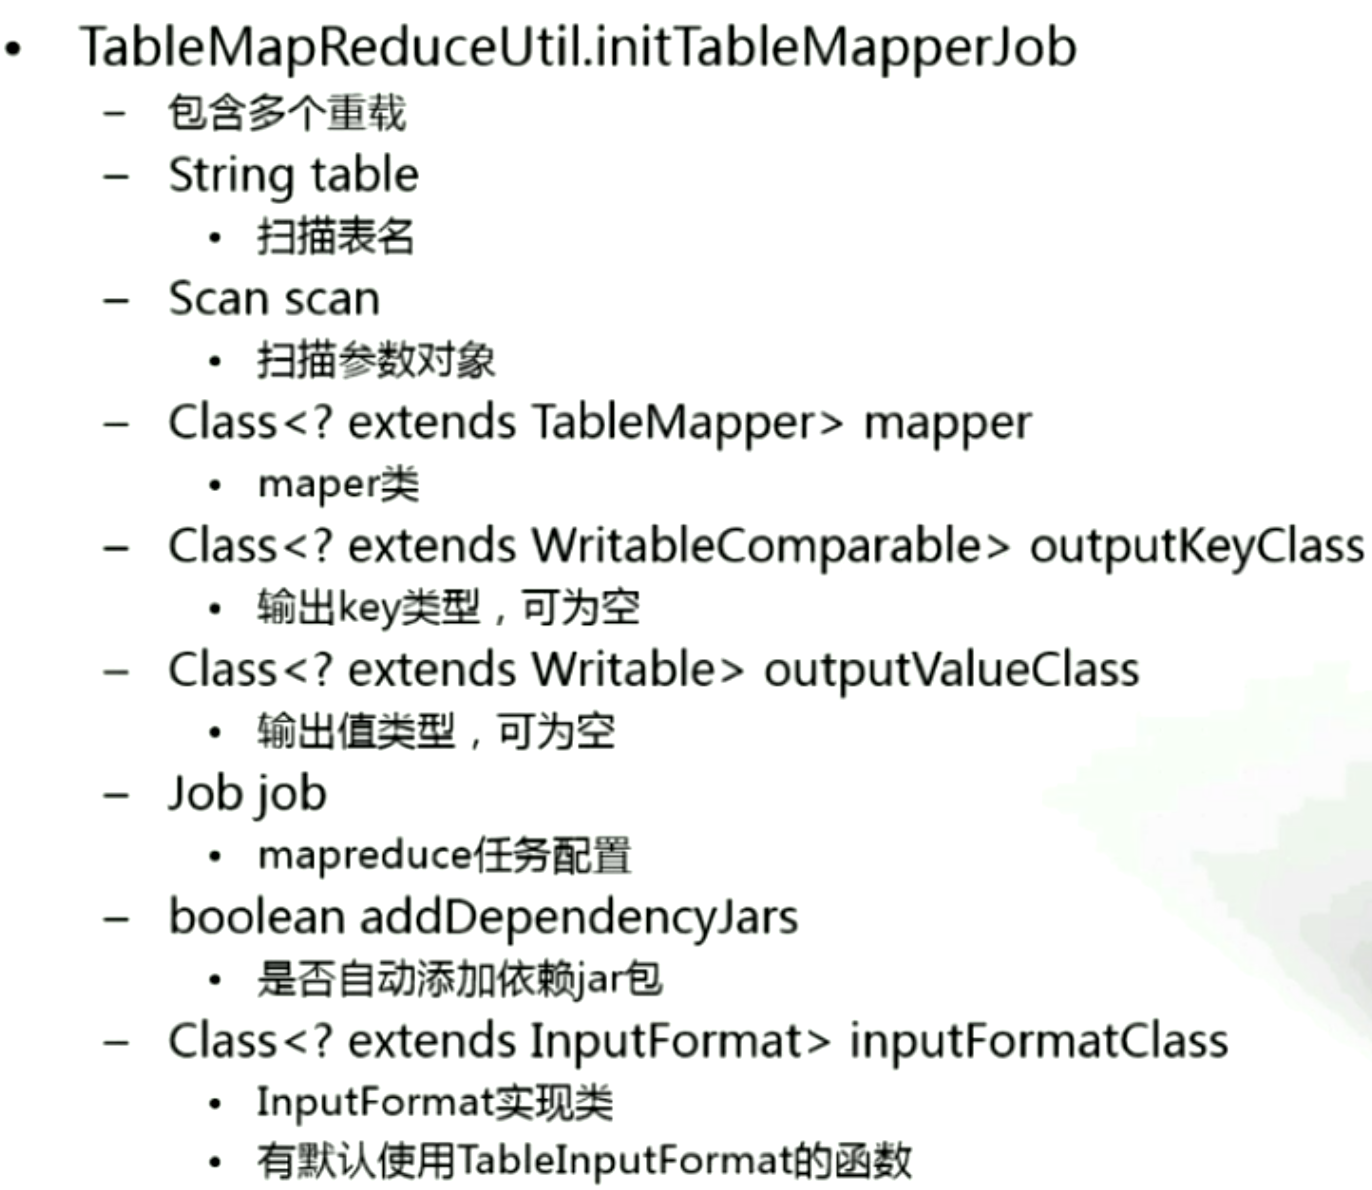 • TableMapReduceUtil.initTableMapperJob
– 包含多个重载
– String table
• 扫描表名
– Scan scan
• 扫描参数对象
– Class<? extends TableMapper> mapper
• maper类
– Class<? extends WritableComparable> outputKeyClass
• 输出key类型，可为空
– Class<? extends Writable> outputValueClass
• 输出值类型，可为空
– Job job
• mapreduce任务配置
– boolean addDependencyJars
• 是否自动添加依赖jar包
– Class<? extends InputFormat> inputFormatClass
• InputFormat实现类
• 有默认使用TableInputFormat的函数